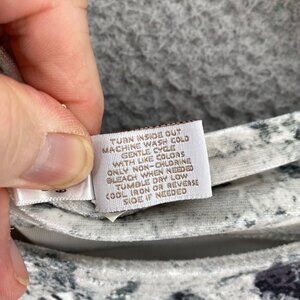 TURN INSIDE OUT
MACHINE WASH COLD
GENTLE CYCLE
WITH LIKE COLORS
ONLY NON-CHLORINE
BLEACH WHEN NEEDED
TUMBLE DRY LOW
COOL IRON OR REVERSE
SIDE IF NEEDED